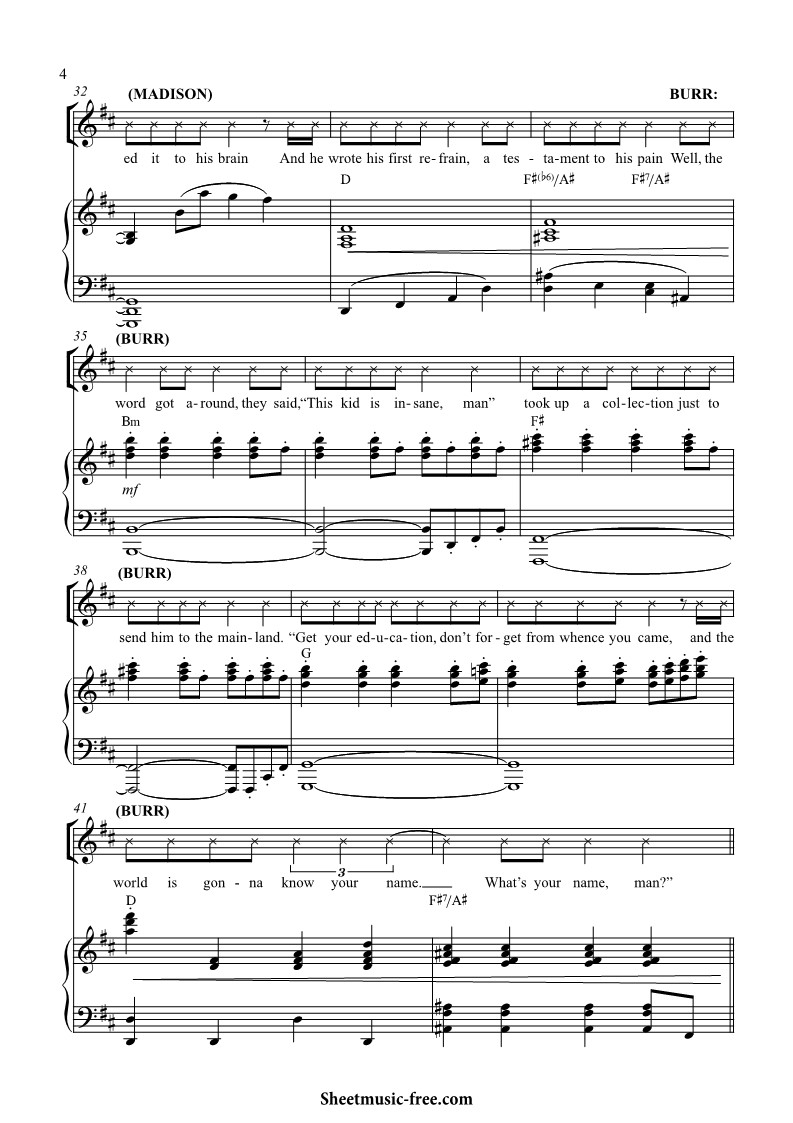 4
32 (MADISON) BURR:
ed it to his brain And he wrote his first re-frain, a tes - ta-ment to his pain Well, the
D F♯(♭6)/A♯ F♯7/A♯
35 (BURR)
word got a-round, they said, “This kid is in-sane, man” took up a col-lec-tion just to
Bm F♯
mf
38 (BURR)
send him to the main-land. “Get your ed-u-ca-tion, don’t for-get from whence you came, and the
G
41 (BURR)
3
world is gon - na know your name.____ What’s your name, man?”
D F♯7/A♯
Sheetmusic-free.com